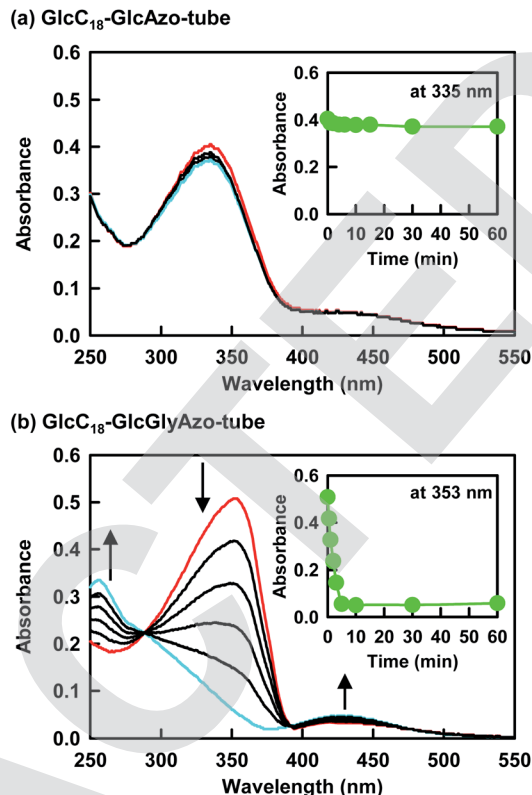 (a) GlcC18-GlcAzo-tube
0.6
0.5
0.4
0.3
0.2
0.1
0.0
Absorbance
250 300 350 400 450 500 550
Wavelength (nm)
at 335 nm
0.6
0.4
0.2
0.0
Absorbance
0 10 20 30 40 50 60
Time (min)
(b) GlcC18-GlcGlyAzo-tube
0.6
0.5
0.4
0.3
0.2
0.1
0.0
Absorbance
250 300 350 400 450 500 550
Wavelength (nm)
at 353 nm
0.6
0.4
0.2
0.0
Absorbance
0 10 20 30 40 50 60
Time (min)